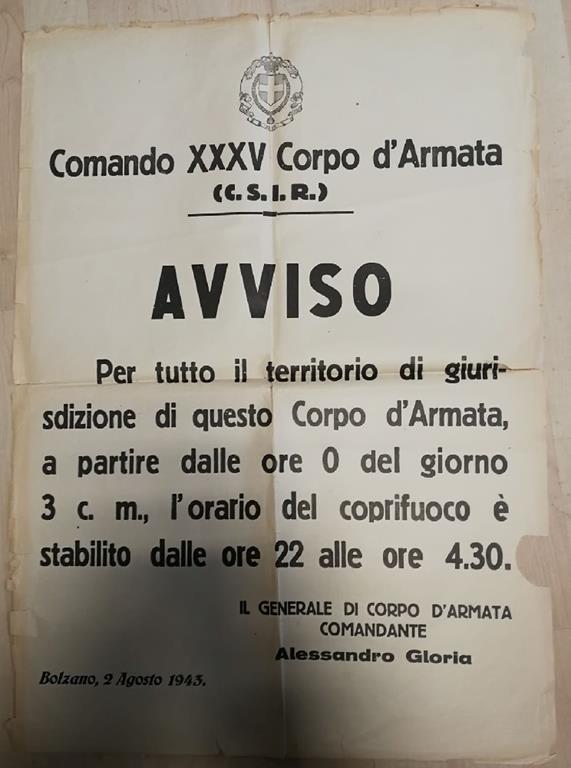 Comando XXXV Corpo d'Armata
(C. S. I. R.)
AVVISO
Per tutto il territorio di giuri-
sdizione di questo Corpo d'Armata,
a partire dalle ore 0 del giorno
3 c. m., l'orario del coprifuoco è
stabilito dalle ore 22 alle ore 4.30.
IL GENERALE DI CORPO D'ARMATA
COMANDANTE
Alessandro Gloria
Bolzano, 2 Agosto 1943.